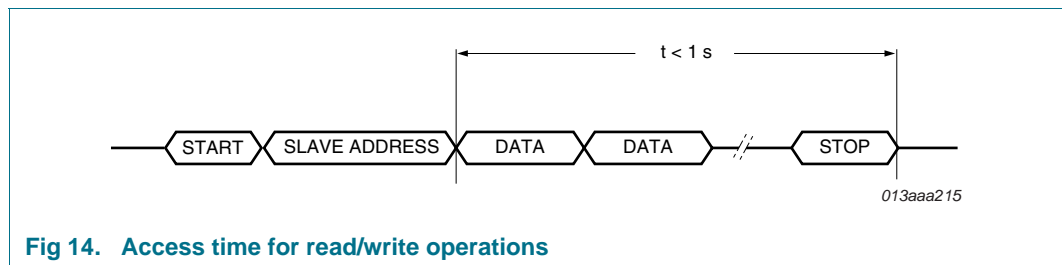 t < 1 s
START SLAVE ADDRESS DATA DATA STOP
013aaa215
Fig 14. Access time for read/write operations